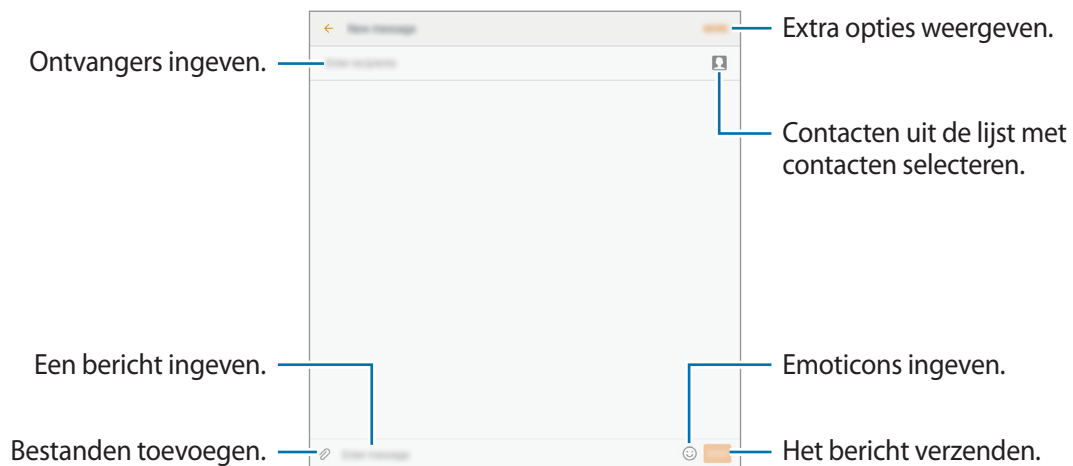 New message
Extra opties weergeven.
Ontvangers ingeven.
Enter recipients
Contacten uit de lijst met
contacten selecteren.
Een bericht ingeven.
Emoticons ingeven.
Bestanden toevoegen.
Enter message
Het bericht verzenden.